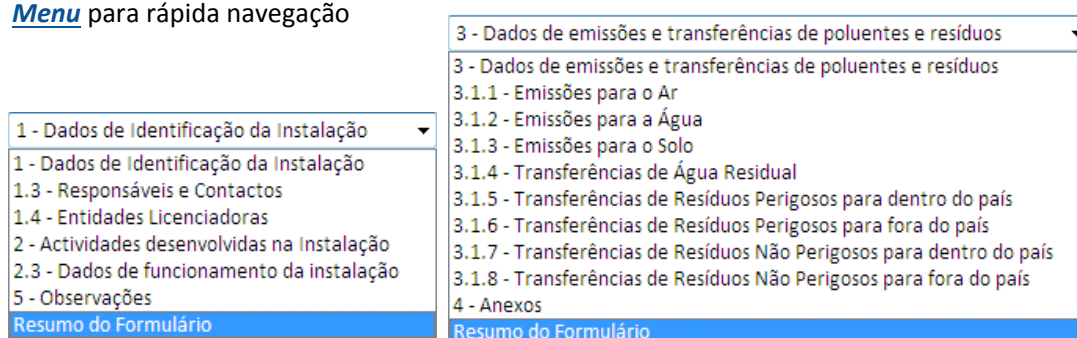 Menu para rápida navegação
1 - Dados de Identificação da Instalação
1 - Dados de Identificação da Instalação
1.3 - Responsáveis e Contactos
1.4 - Entidades Licenciadoras
2 - Actividades desenvolvidas na Instalação
2.3 - Dados de funcionamento da instalação
5 - Observações
Resumo do Formulário
3 - Dados de emissões e transferências de poluentes e resíduos
3 - Dados de emissões e transferências de poluentes e resíduos
3.1.1 - Emissões para o Ar
3.1.2 - Emissões para a Água
3.1.3 - Emissões para o Solo
3.1.4 - Transferências de Água Residual
3.1.5 - Transferências de Resíduos Perigosos para dentro do país
3.1.6 - Transferências de Resíduos Perigosos para fora do país
3.1.7 - Transferências de Resíduos Não Perigosos para dentro do país
3.1.8 - Transferências de Resíduos Não Perigosos para fora do país
4 - Anexos
Resumo do Formulário